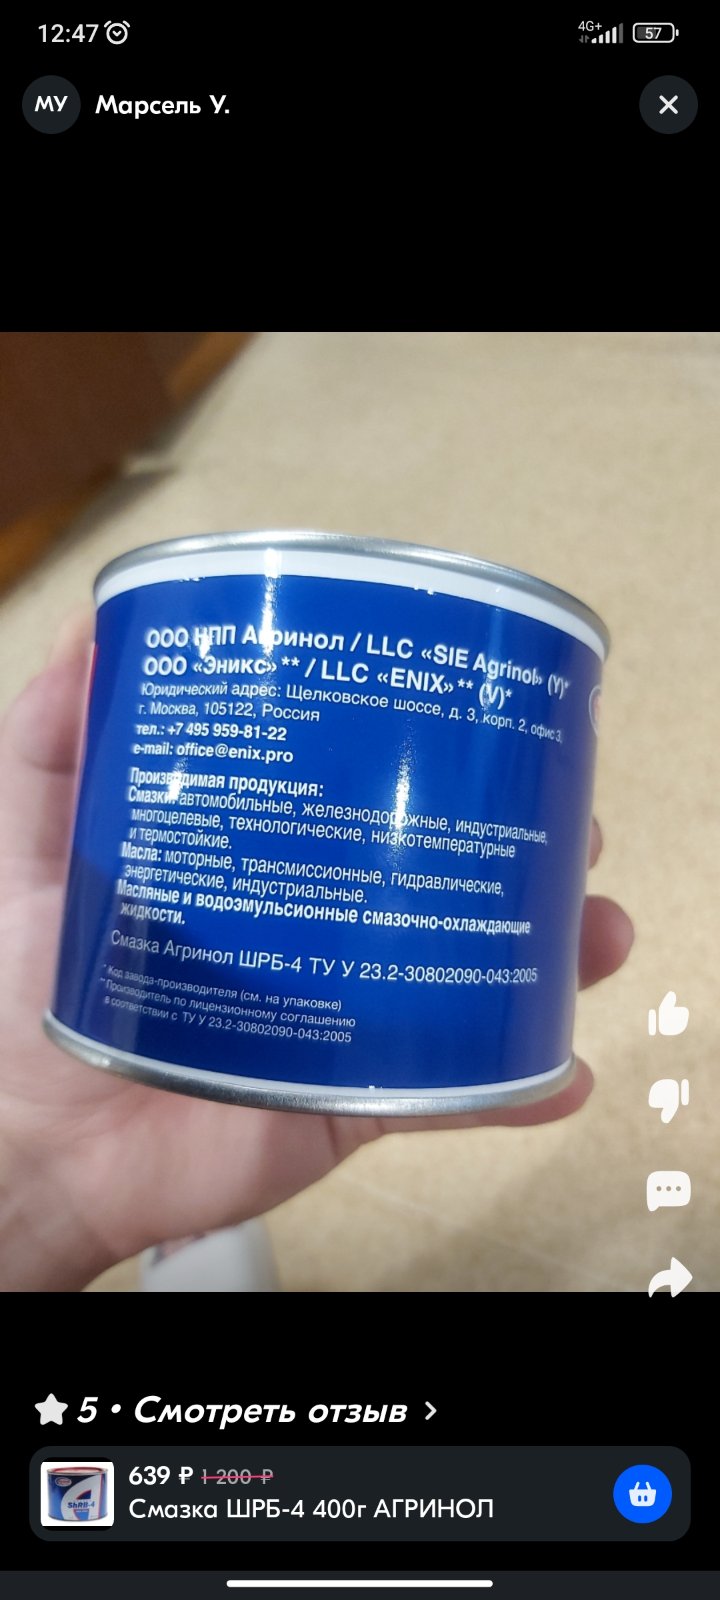 12:47
4G+
57
МУ
Марсель У.
ООО НПП Агринол / LLC «SIE Agrinol» (Y)*
ООО «Эникс» ** / LLC «ENIX» ** (V)*
Юридический адрес: Щелковское шоссе, д. 3, корп. 2, офис 3,
г. Москва, 105122, Россия
тел.: +7 495 959-81-22
e-mail: office@enix.pro
Производимая продукция:
Смазки: автомобильные, железнодорожные, индустриальные,
многоцелевые, технологические, низкотемпературные
и термостойкие.
Масла: моторные, трансмиссионные, гидравлические,
энергетические, индустриальные.
Масляные и водоэмульсионные смазочно-охлаждающие
жидкости.
Смазка Агринол ШРБ-4 ТУ У 23.2-30802090-043:2005
* Код завода-производителя (см. на упаковке)
** Производитель по лицензионному соглашению
в соответствии с ТУ У 23.2-30802090-043:2005
5 • Смотреть отзыв
639 ₽ 1 200 ₽
ShRB-4
Смазка ШРБ-4 400г АГРИНОЛ